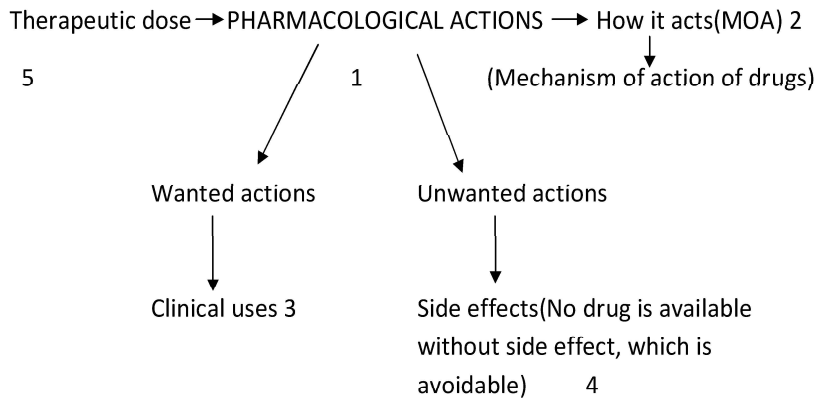 Therapeutic dose PHARMACOLOGICAL ACTIONS How it acts(MOA) 2
5 1 (Mechanism of action of drugs)
Wanted actions Unwanted actions
Clinical uses 3 Side effects(No drug is available
without side effect, which is
avoidable) 4